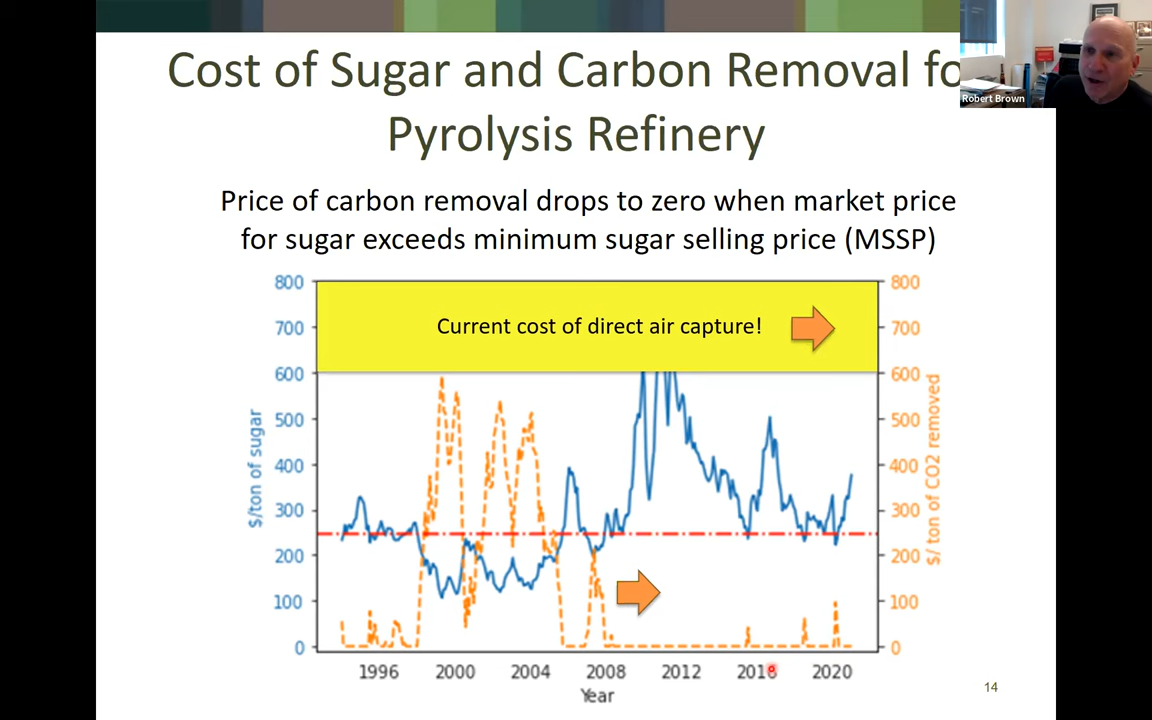 Cost of Sugar and Carbon Removal fo
Pyrolysis Refinery
Robert Brown
Price of carbon removal drops to zero when market price
for sugar exceeds minimum sugar selling price (MSSP)
Current cost of direct air capture!
$/ton of sugar
800
700
600
500
400
300
200
100
0
800
700
600
500
400
300
200
100
0
$/ ton of CO2 removed
1996
2000
2004
2008
2012
2016
2020
Year
14